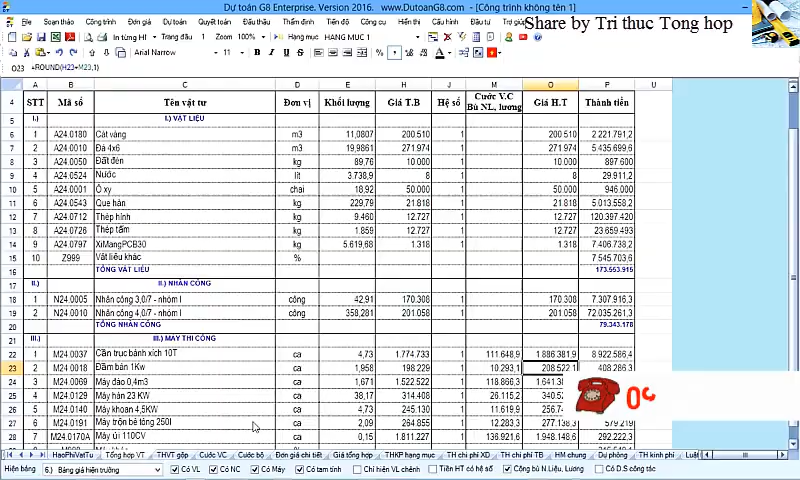 Dự toán G8 Enterprise. Version 2016. www.DutoanG8.com - [Công trình không tên 1]
File Soạn thảo Công trình Đơn giá Dự toán Quyết toán Đấu thầu Thẩm định Tiện ích Công cụ Hiển thị Đầu tư Trợ giúp
Share by Tri thuc Tong hop
In từng HM Trang đầu 1 Bước Hạng mục HẠNG MỤC 1
Arial Narrow 11
O23 =ROUND(H23+M23,1)
A B C D E H J M O P U
4 STT Mã số Tên vật tư Đơn vị Khối lượng Giá T.B Hệ số Cước V.C Bù NL, lương Giá H.T Thành tiền
5 I.) I.) VẬT LIỆU
6 1 A24.0180 Cát vàng m3 11,0807 200.510 1 200.510 2.221.791,2
7 2 A24.0010 Đá 4x6 m3 19,9861 271.974 1 271.974 5.435.699,6
8 3 A24.0050 Đất đèn kg 89,76 10.000 1 10.000 897.600
9 4 A24.0524 Nước lít 3.738,9 8 1 8 29.911,2
10 5 A24.0001 Ô xy chai 18,92 50.000 1 50.000 946.000
11 6 A24.0543 Que hàn kg 229,79 21.818 1 21.818 5.013.558,2
12 7 A24.0712 Thép hình kg 9.460 12.727 1 12.727 120.397.420
13 8 A24.0726 Thép tấm kg 1.859 12.727 1 12.727 23.659.493
14 9 A24.0797 XiMangPCB30 kg 5.619,68 1.318 1 1.318 7.406.738,2
15 10 Z999 Vật liệu khác % 7.545.703,6
16 TỔNG VẬT LIỆU 173.553.915
17 II.) II.) NHÂN CÔNG
18 1 N24.0005 Nhân công 3,0/7 - nhóm I công 42,91 170.308 1 170.308 7.307.916,3
19 2 N24.0010 Nhân công 4,0/7 - nhóm I công 358,281 201.058 1 201.058 72.035.261,3
20 TỔNG NHÂN CÔNG 79.343.178
21 III.) III.) MÁY THI CÔNG
22 1 M24.0037 Cần trục bánh xích 10T ca 4,73 1.774.733 1 111.648,9 1.886.381,9 8.922.586,4
23 2 M24.0018 Đầm bàn 1Kw ca 1,958 198.229 1 10.293,1 208.522,1 408.286,3
24 3 M24.0069 Máy đào 0,4m3 ca 1,671 1.522.522 1 118.866,3 1.641.38
25 4 M24.0129 Máy hàn 23 KW ca 38,17 314.408 1 26.115,2 340.52
26 5 M24.0140 Máy khoan 4,5KW ca 4,73 245.130 1 11.619,9 256.74
27 6 M24.0191 Máy trộn bê tông 250l ca 2,09 264.855 1 12.283,3 277.138,3 579.219
28 7 M24.0170A Máy ủi 110CV ca 0,15 1.811.227 1 136.921,6 1.948.148,6 292.222,3
HaoPhiVatTu Tổng hợp VT THVT gộp Cước VC Cước bộ Đơn giá chi tiết Giá tổng hợp THKP hạng mục TH chi phí XD TH chi phí TB HM chung Dự phòng TH kinh phí
Hiện bảng 6.) Bảng giá hiện trường Có VL Có NC Có Máy Có tam tính Chỉ hiện VL chênh Tiền HT có hệ số Cộng bù N.Liệu, Lương Có D.S công tác